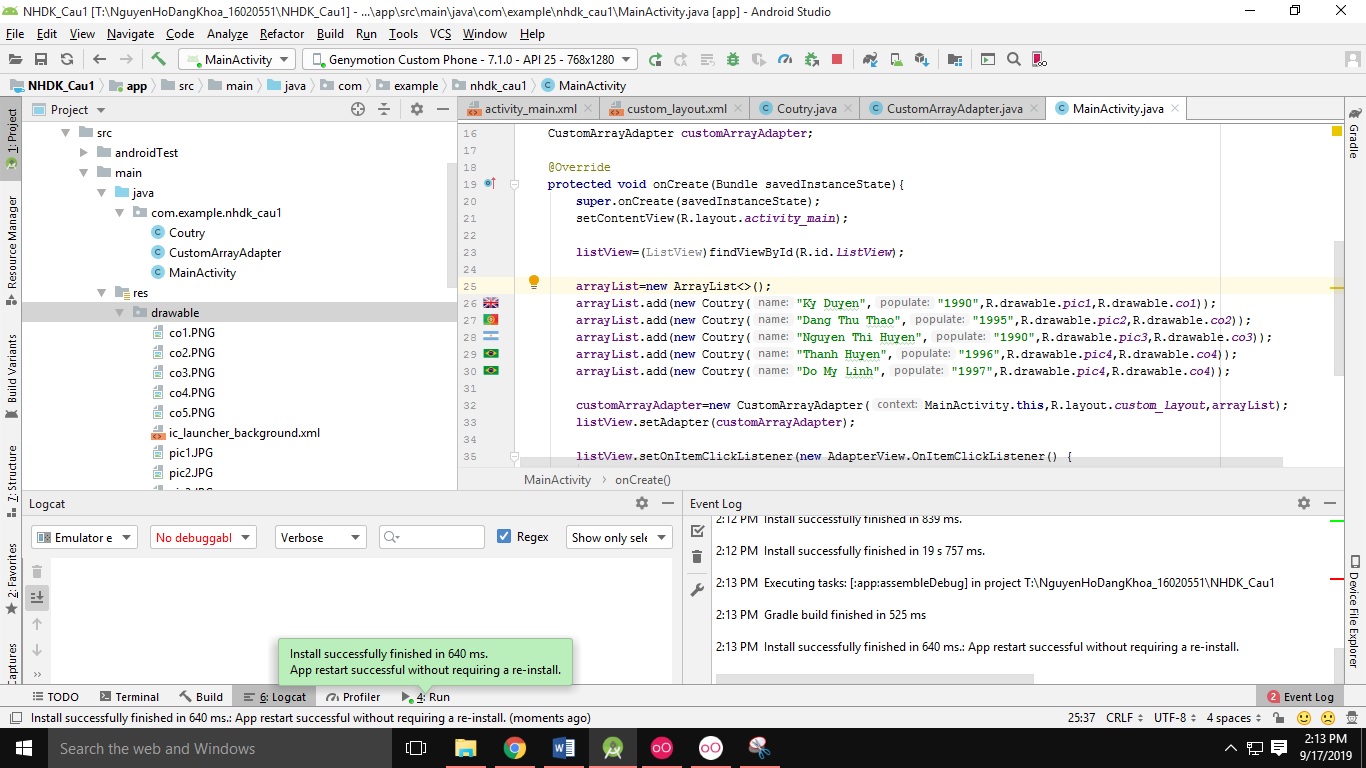 NHDK_Cau1 [T:\NguyenHoDangKhoa_16020551\NHDK_Cau1] - ...\app\src\main\java\com\example\nhdk_cau1\MainActivity.java [app] - Android Studio
File Edit View Navigate Code Analyze Refactor Build Run Tools VCS Window Help
MainActivity Genymotion Custom Phone - 7.1.0 - API 25 - 768x1280
NHDK_Cau1 app src main java com example nhdk_cau1 MainActivity
Project
activity_main.xml custom_layout.xml Coutry.java CustomArrayAdapter.java MainActivity.java
1: Project
Resource Manager
Build Variants
7: Structure
2: Favorites
Captures
src
androidTest
main
java
com.example.nhdk_cau1
Coutry
CustomArrayAdapter
MainActivity
res
drawable
co1.PNG
co2.PNG
co3.PNG
co4.PNG
co5.PNG
ic_launcher_background.xml
pic1.JPG
pic2.JPG
16 CustomArrayAdapter customArrayAdapter;
17
18 @Override
19 protected void onCreate(Bundle savedInstanceState){
20 super.onCreate(savedInstanceState);
21 setContentView(R.layout.activity_main);
22
23 listView=(ListView)findViewById(R.id.listView);
24
25 arrayList=new ArrayList<>();
26 arrayList.add(new Coutry( name: "Ky Duyen", populate: "1990",R.drawable.pic1,R.drawable.co1));
27 arrayList.add(new Coutry( name: "Dang Thu Thao", populate: "1995",R.drawable.pic2,R.drawable.co2));
28 arrayList.add(new Coutry( name: "Nguyen Thi Huyen", populate: "1990",R.drawable.pic3,R.drawable.co3));
29 arrayList.add(new Coutry( name: "Thanh Huyen", populate: "1996",R.drawable.pic4,R.drawable.co4));
30 arrayList.add(new Coutry( name: "Do My Linh", populate: "1997",R.drawable.pic4,R.drawable.co4));
31
32 customArrayAdapter=new CustomArrayAdapter( context: MainActivity.this,R.layout.custom_layout,arrayList);
33 listView.setAdapter(customArrayAdapter);
34
35 listView.setOnItemClickListener(new AdapterView.OnItemClickListener() {
MainActivity › onCreate()
Gradle
Device File Explorer
Logcat
Emulator e No debuggabl Verbose Regex Show only sele
Event Log
2:12 PM Install successfully finished in 839 ms.
2:12 PM Install successfully finished in 19 s 757 ms.
2:13 PM Executing tasks: [:app:assembleDebug] in project T:\NguyenHoDangKhoa_16020551\NHDK_Cau1
2:13 PM Gradle build finished in 525 ms
2:13 PM Install successfully finished in 640 ms.: App restart successful without requiring a re-install.
Install successfully finished in 640 ms.
App restart successful without requiring a re-install.
TODO Terminal Build 6: Logcat Profiler 4: Run 2 Event Log
Install successfully finished in 640 ms.: App restart successful without requiring a re-install. (moments ago) 25:37 CRLF UTF-8 4 spaces
Search the web and Windows
2:13 PM
9/17/2019